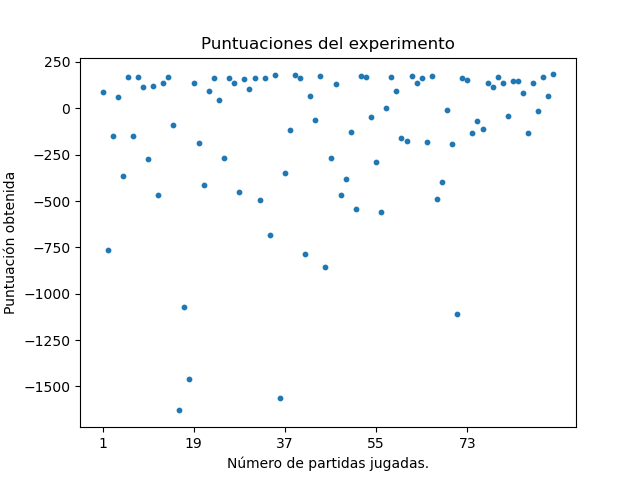 Puntuaciones del experimento
Puntuación obtenida
250
0
−250
−500
−750
−1000
−1250
−1500
1 19 37 55 73
Número de partidas jugadas.